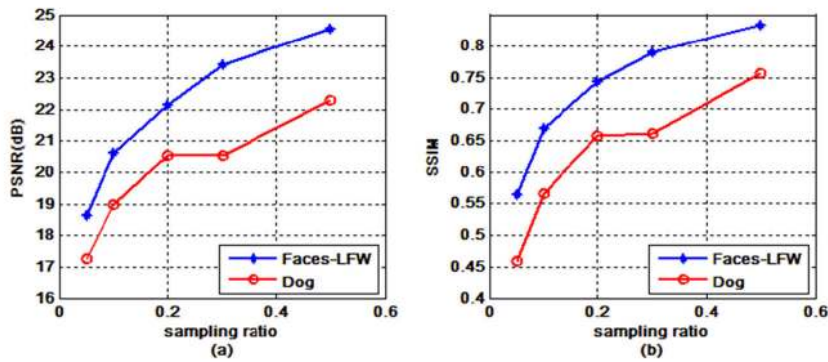 25
24
23
22
21
20
19
18
17
16
PSNR(dB)
Faces-LFW
Dog
0 0.2 0.4 0.6
sampling ratio
(a)
0.8
0.75
0.7
0.65
0.6
0.55
0.5
0.45
0.4
SSIM
Faces-LFW
Dog
0 0.2 0.4 0.6
sampling ratio
(b)